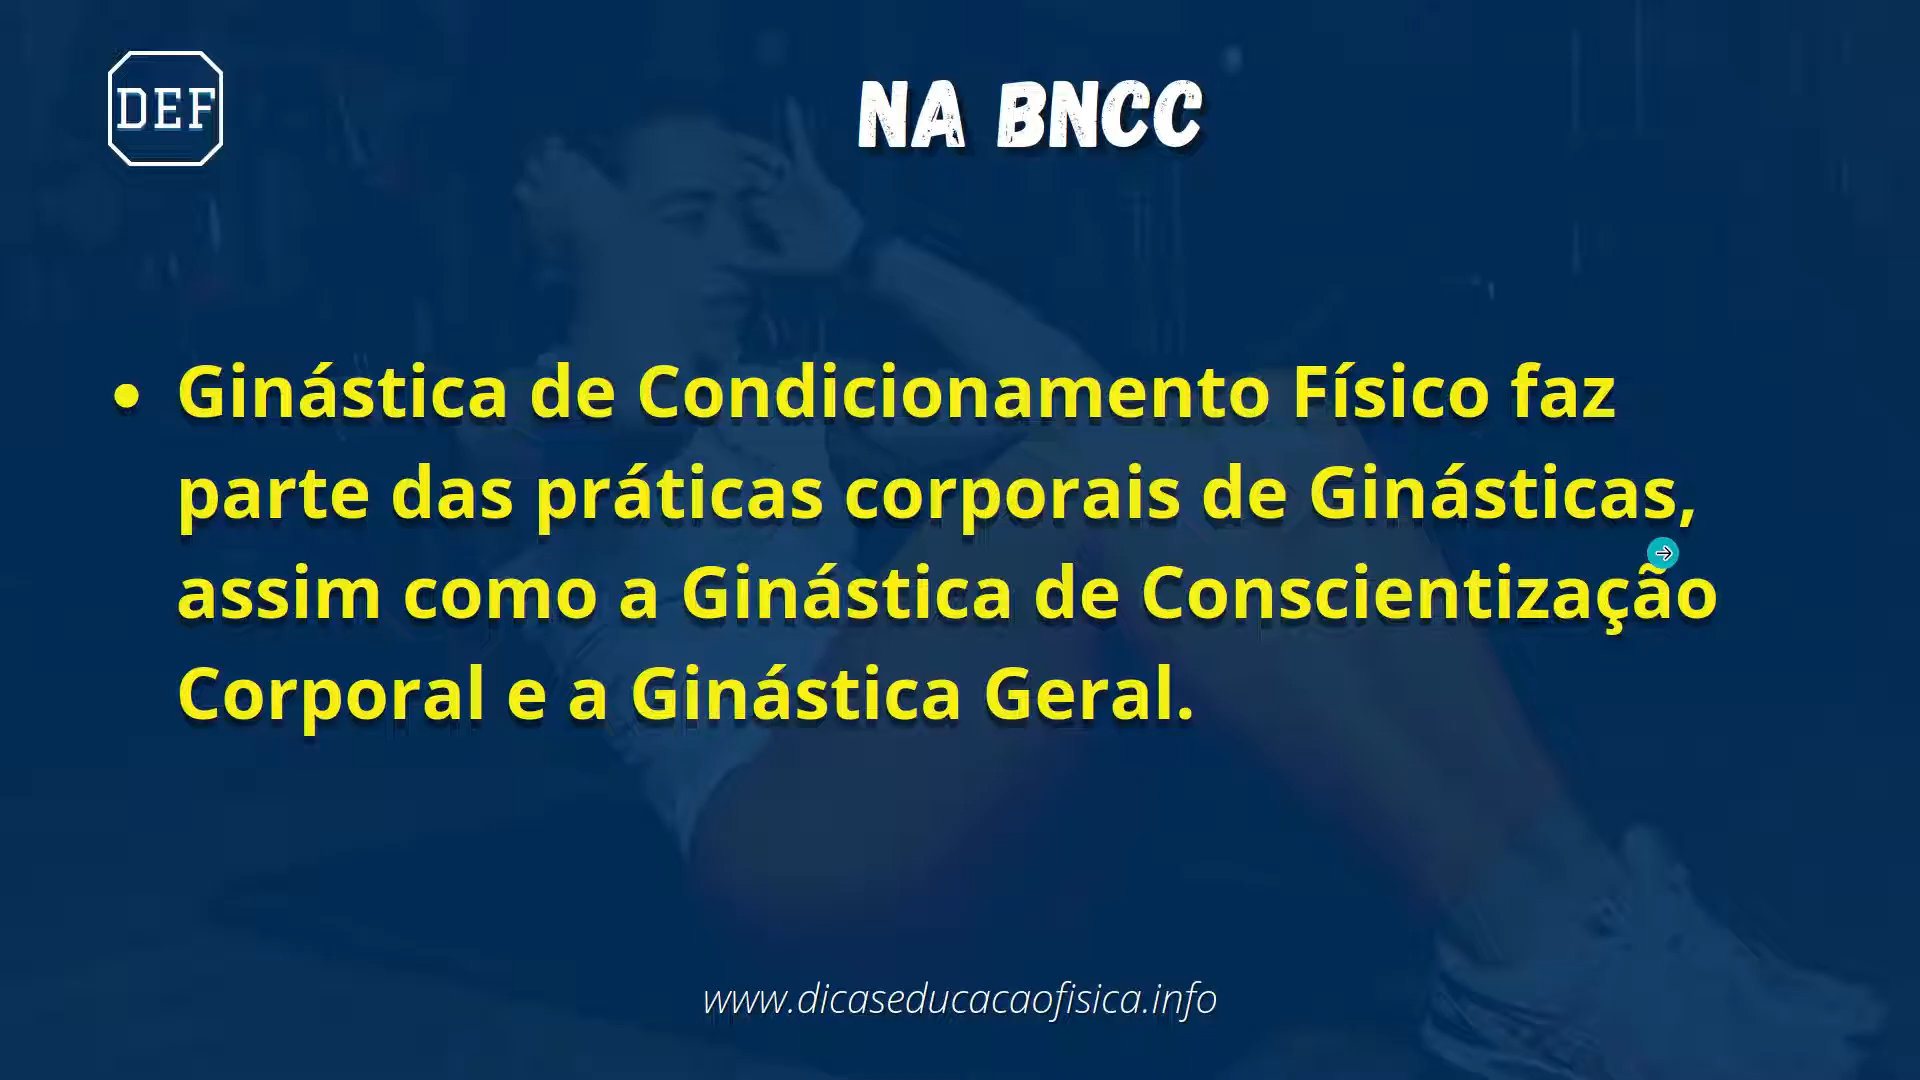 DEF
NA BNCC
• Ginástica de Condicionamento Físico faz
parte das práticas corporais de Ginásticas,
assim como a Ginástica de Conscientização
Corporal e a Ginástica Geral.
www.dicaseducacaofisica.info